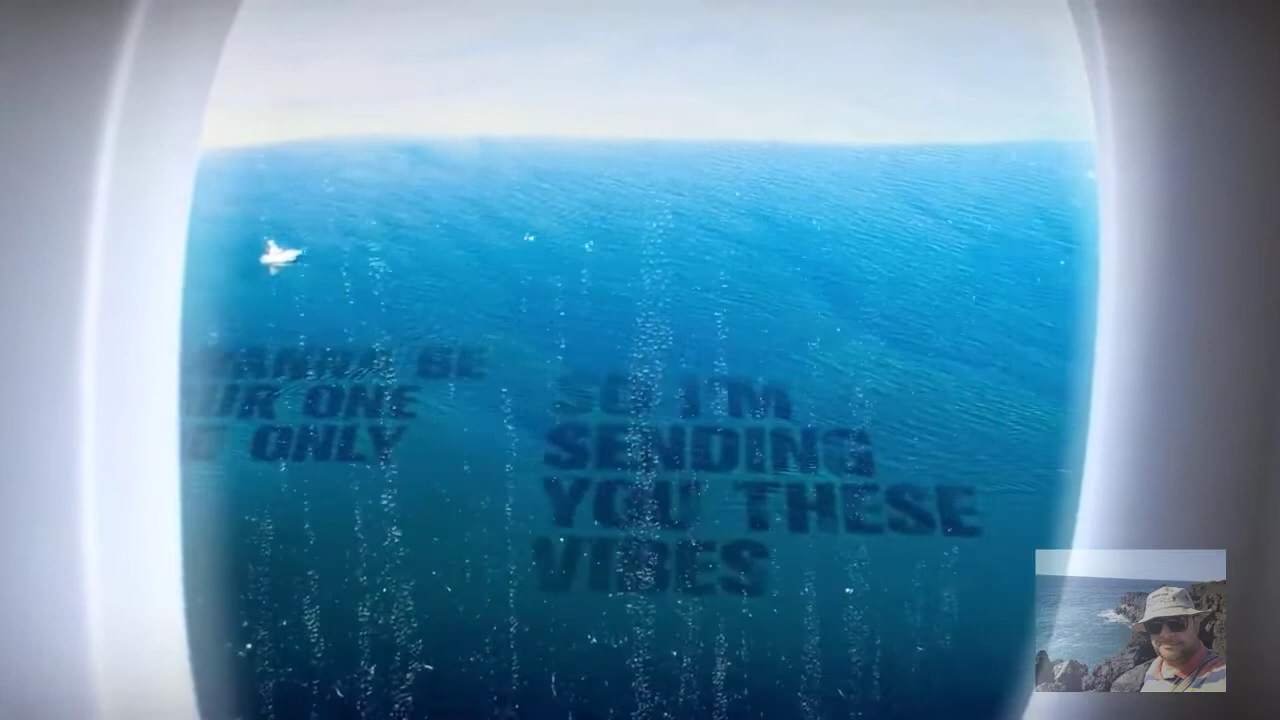 WANNA BE
UR ONE
ONLY
SO I'M
SENDING
YOU THESE
VIBES